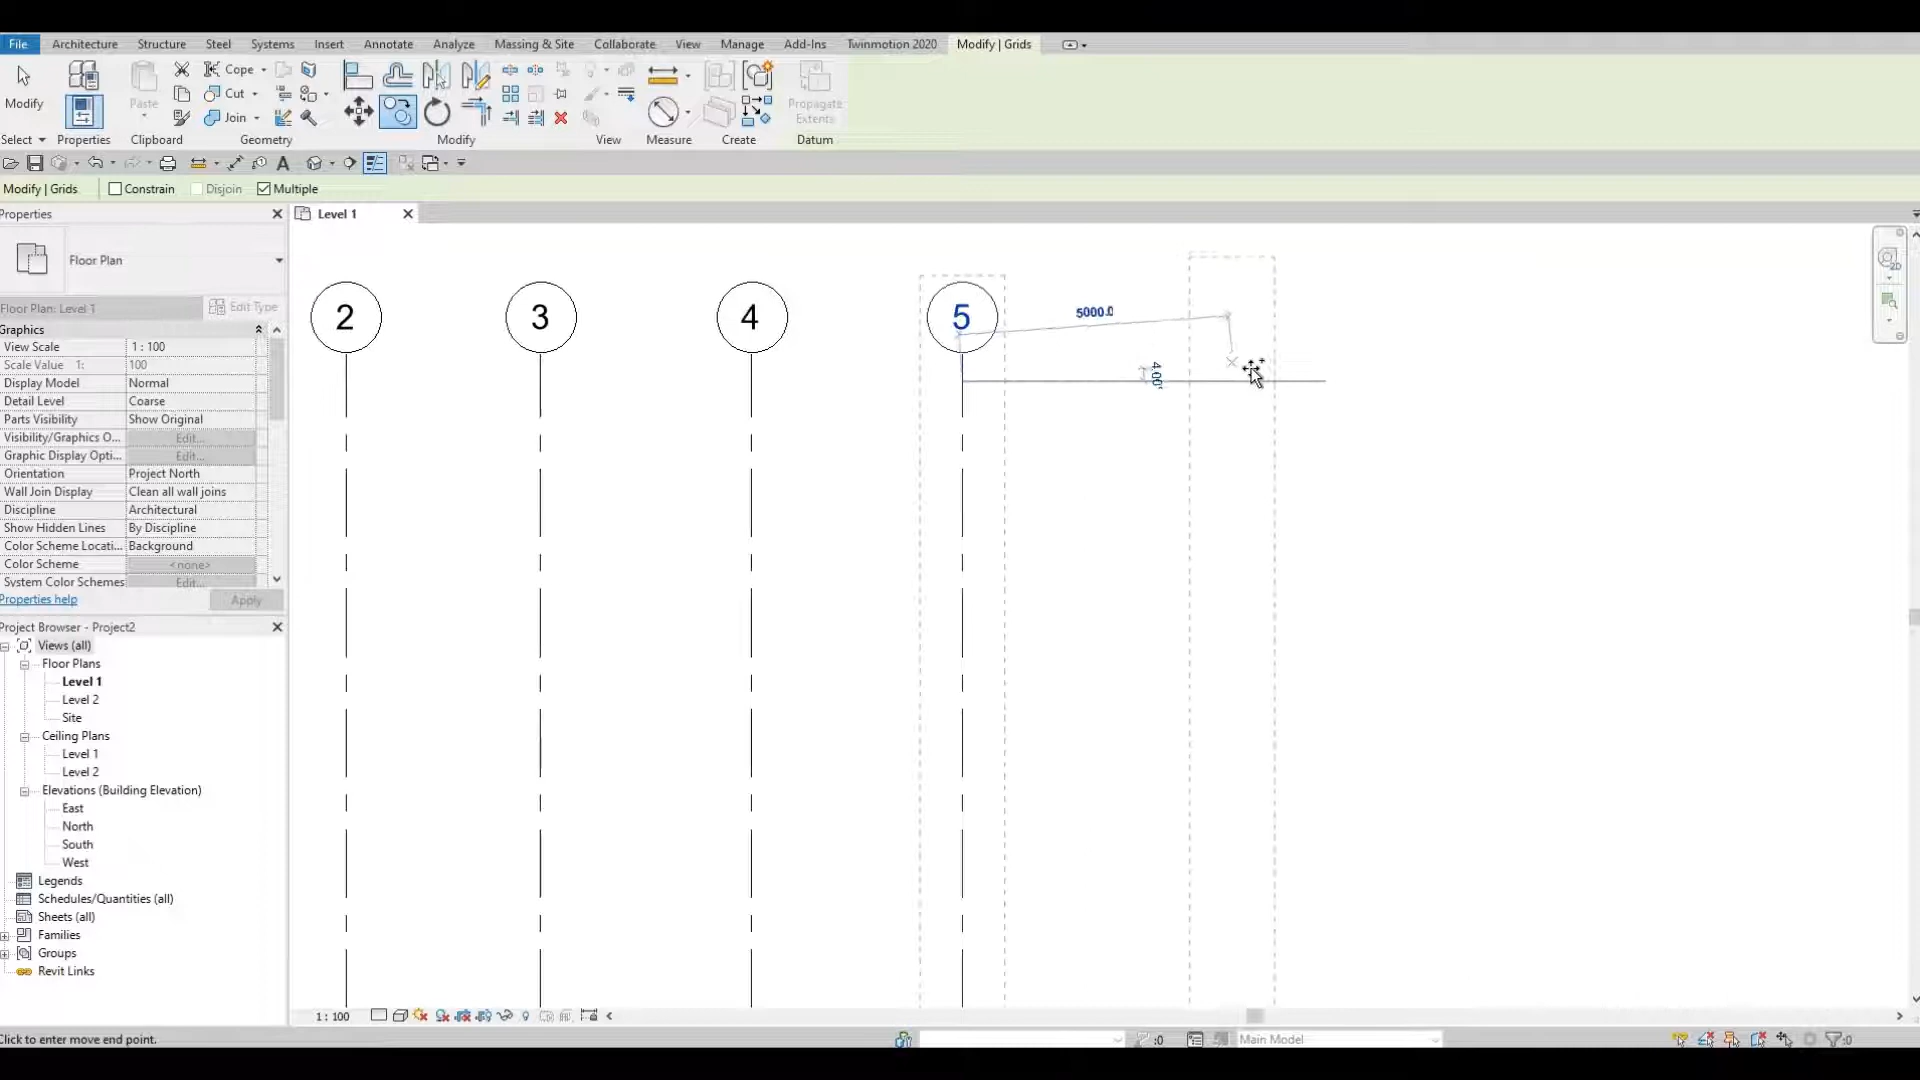 File Architecture Structure Steel Systems Insert Annotate Analyze Massing & Site Collaborate View Manage Add-Ins Twinmotion 2020 Modify | Grids
Modify Paste Cope Cut Join Propagate Extents
Select Properties Clipboard Geometry Modify View Measure Create Datum
Modify | Grids Constrain Disjoin Multiple
Properties
Level 1
Floor Plan
Floor Plan: Level 1 Edit Type
Graphics
View Scale 1 : 100
Scale Value 1: 100
Display Model Normal
Detail Level Coarse
Parts Visibility Show Original
Visibility/Graphics O... Edit...
Graphic Display Opti... Edit...
Orientation Project North
Wall Join Display Clean all wall joins
Discipline Architectural
Show Hidden Lines By Discipline
Color Scheme Locati... Background
Color Scheme <none>
System Color Schemes Edit...
Properties help Apply
Project Browser - Project2
Views (all)
Floor Plans
Level 1
Level 2
Site
Ceiling Plans
Level 1
Level 2
Elevations (Building Elevation)
East
North
South
West
Legends
Schedules/Quantities (all)
Sheets (all)
Families
Groups
Revit Links
2 3 4 5
5000.0
4.00°
1 : 100
Click to enter move end point.
:0
Main Model
:0